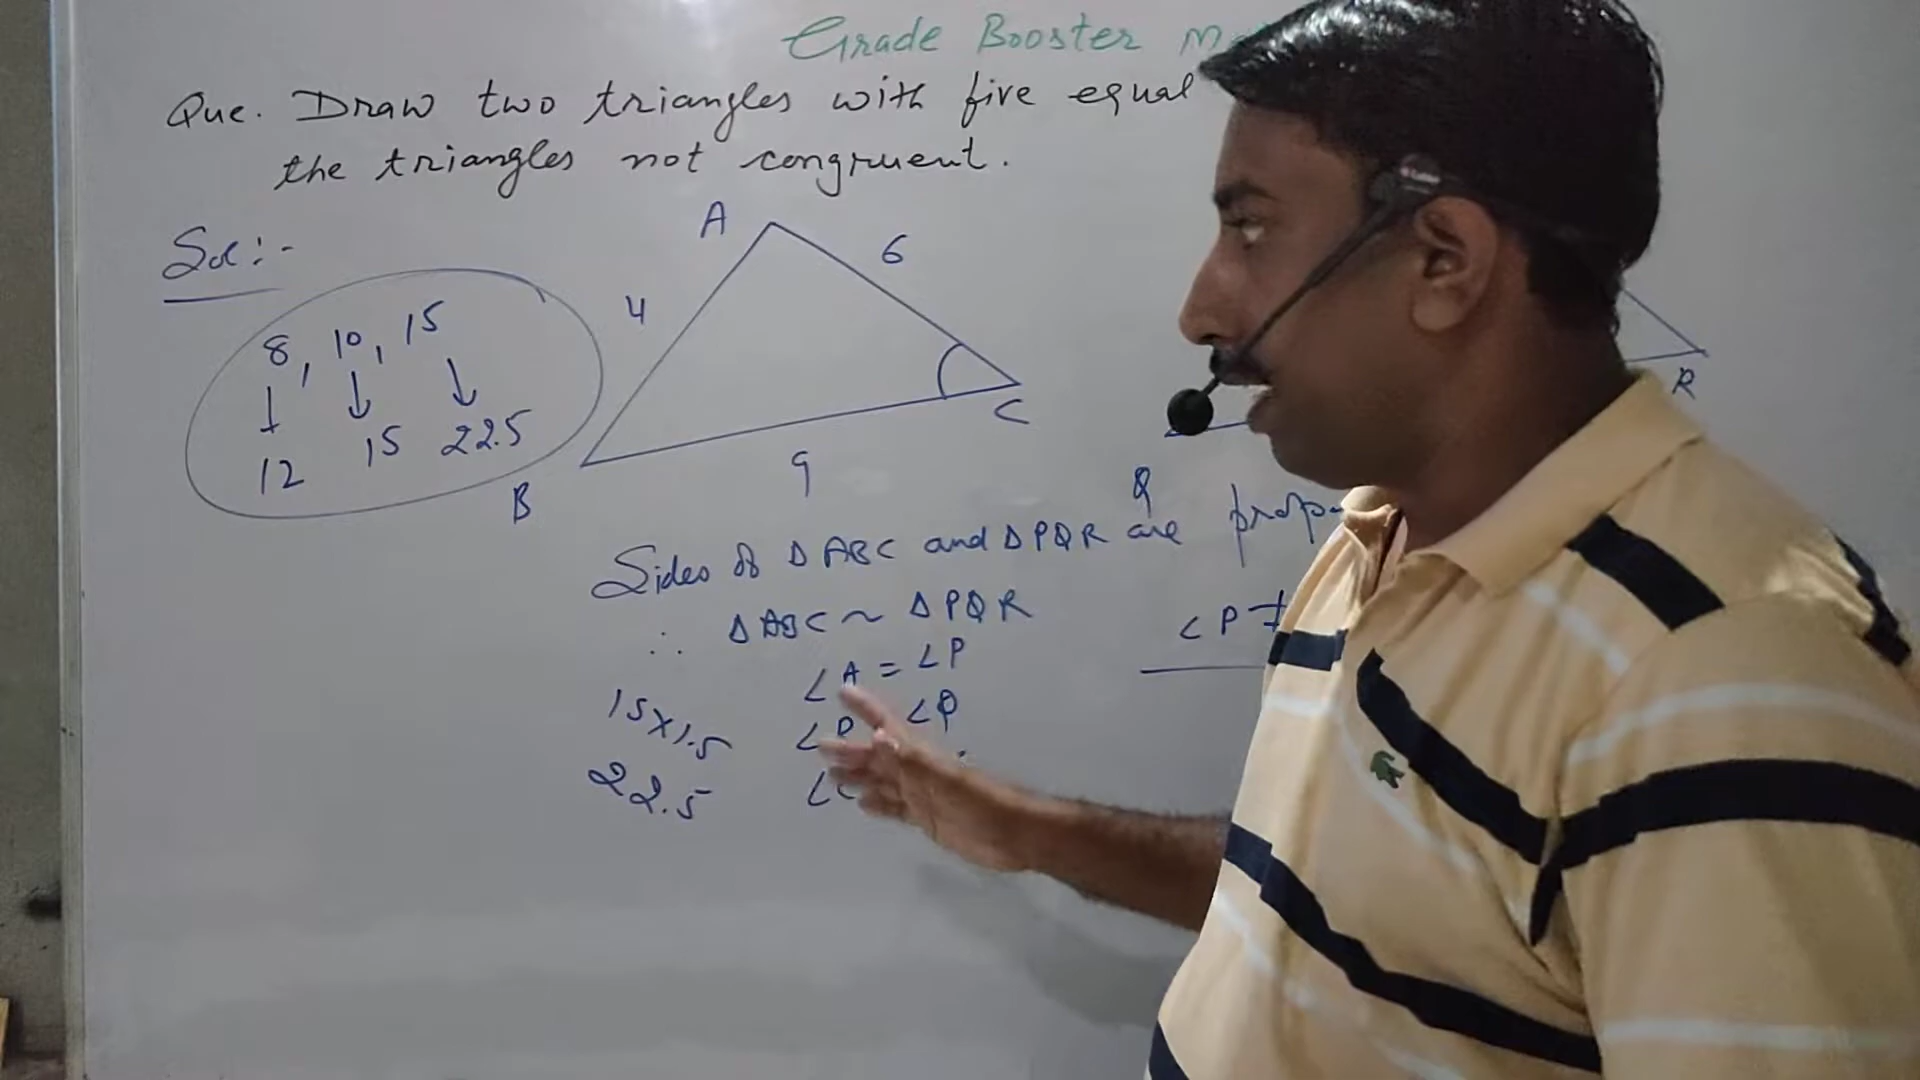 Grade Booster
Que. Draw two triangles with five equal
the triangles not congruent.
Sol:-
A
6
4
8, 10, 15
12 15 22.5
C
9
B
R
Q
Sides of Δ ABC and Δ PQR are
∴ Δ ABC ~ Δ PQR
∠P ≠
∠A = ∠P
∠B ∠Q
∠C
15×1.5
22.5